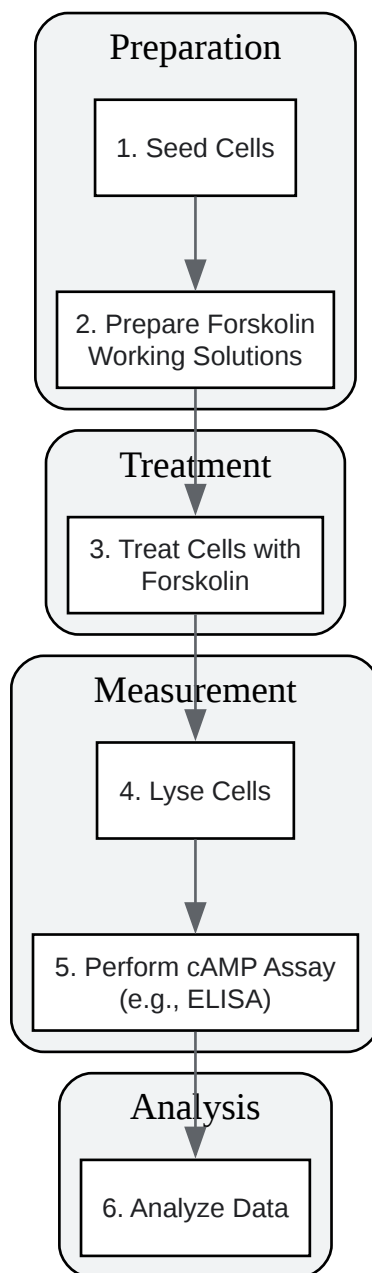 Preparation
1. Seed Cells
2. Prepare Forskolin
Working Solutions
Treatment
3. Treat Cells with
Forskolin
Measurement
4. Lyse Cells
5. Perform cAMP Assay
(e.g., ELISA)
Analysis
6. Analyze Data